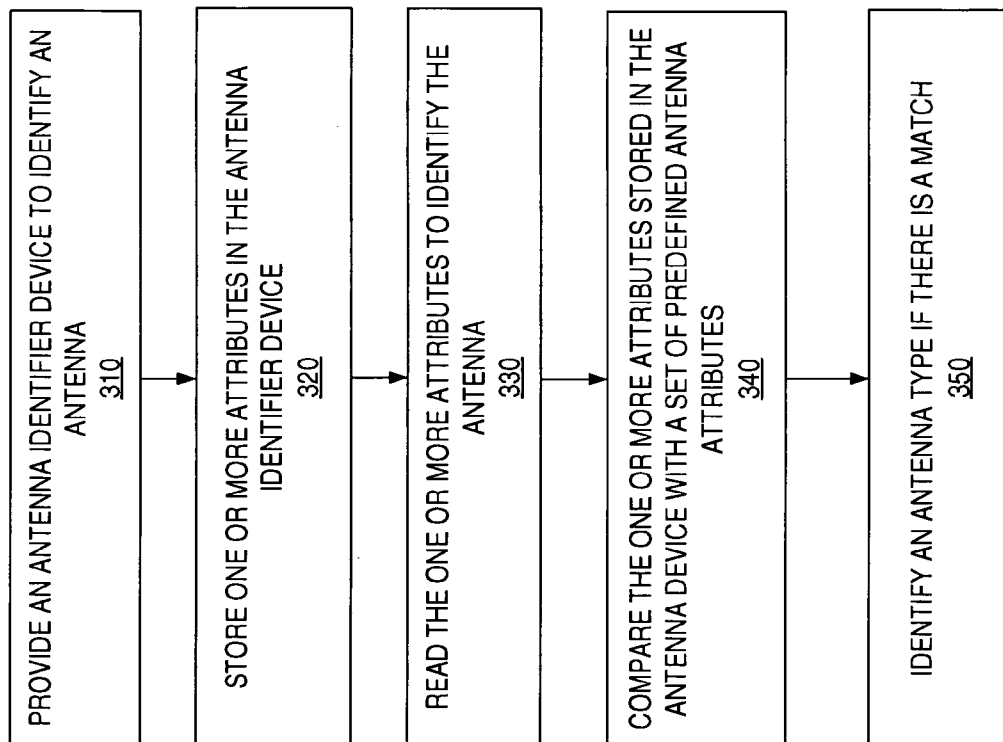 PROVIDE AN ANTENNA IDENTIFIER DEVICE TO IDENTIFY AN
ANTENNA
310
STORE ONE OR MORE ATTRIBUTES IN THE ANTENNA
IDENTIFIER DEVICE
320
READ THE ONE OR MORE ATTRIBUTES TO IDENTIFY THE
ANTENNA
330
COMPARE THE ONE OR MORE ATTRIBUTES STORED IN THE
ANTENNA DEVICE WITH A SET OF PREDEFINED ANTENNA
ATTRIBUTES
340
IDENTIFY AN ANTENNA TYPE IF THERE IS A MATCH
350